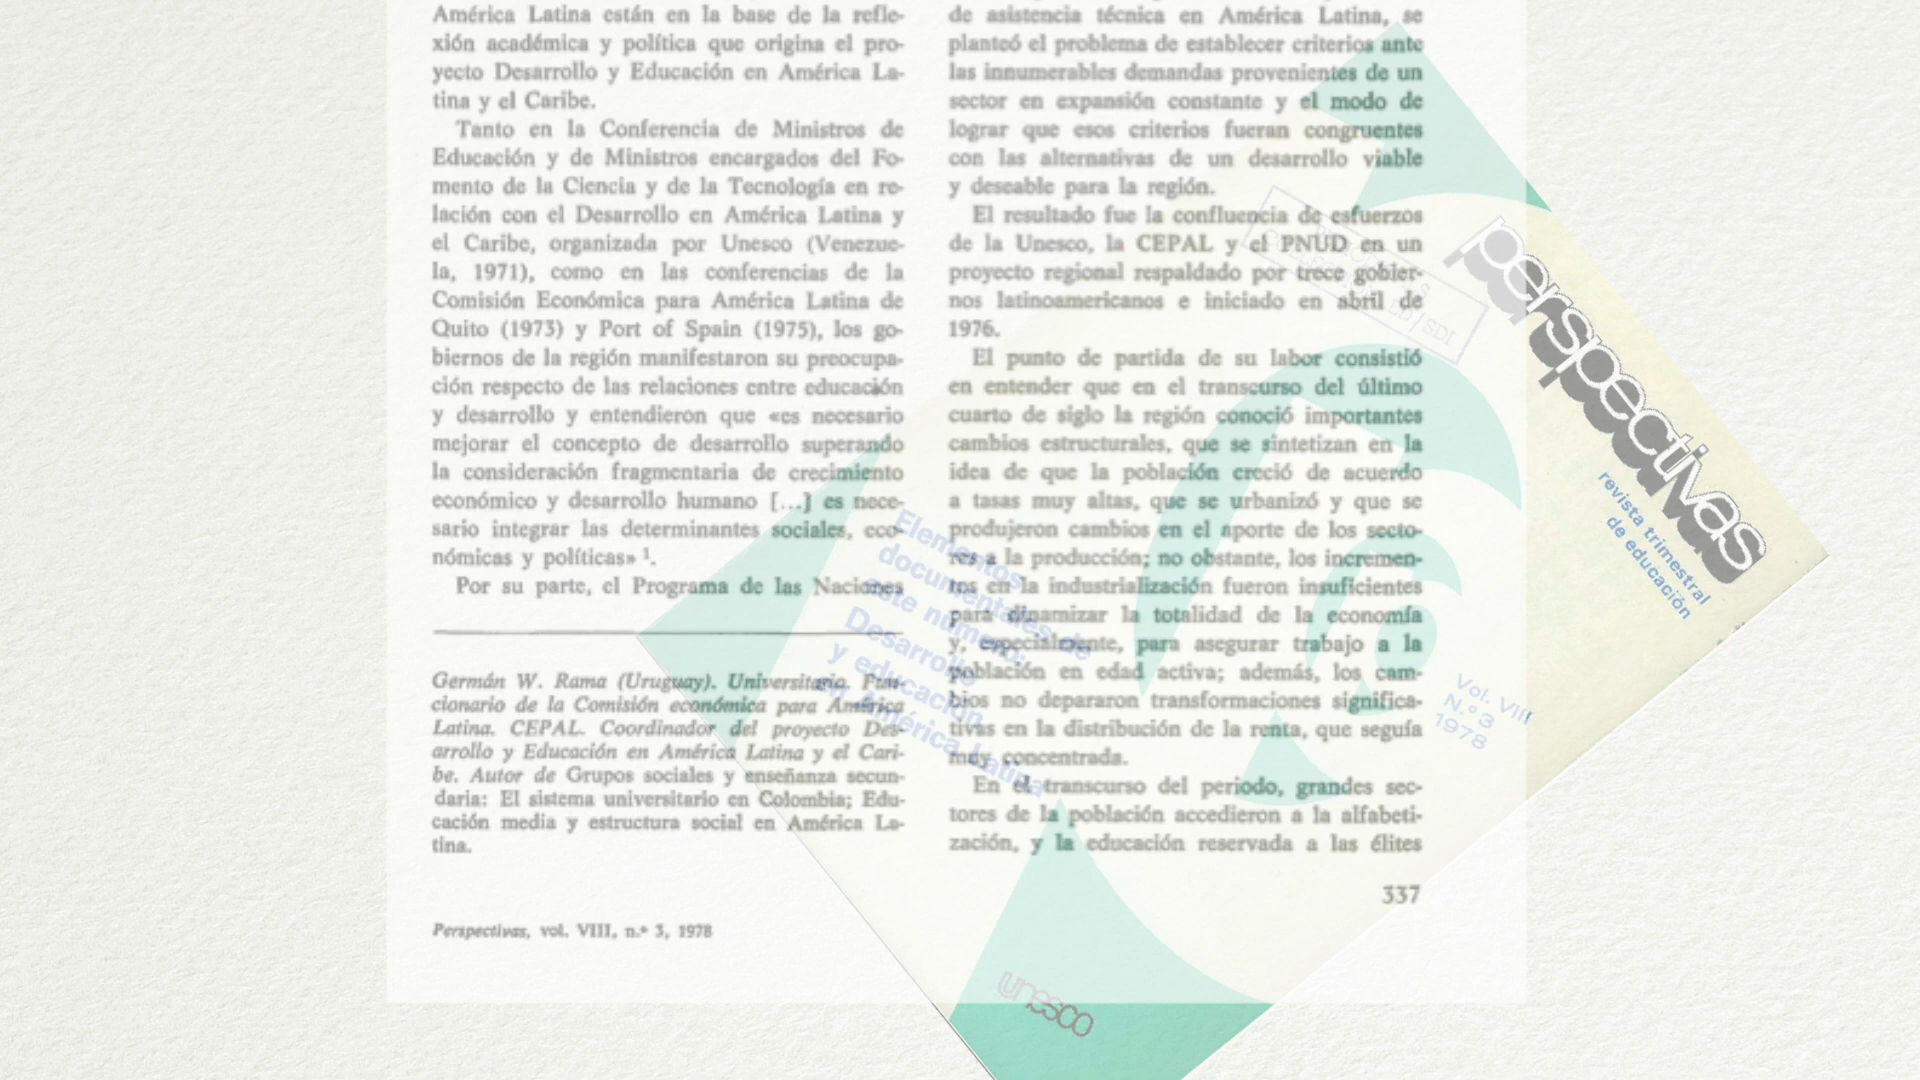 América Latina están en la base de la refle-
xión académica y política que origina el pro-
yecto Desarrollo y Educación en América La-
tina y el Caribe.
Tanto en la Conferencia de Ministros de
Educación y de Ministros encargados del Fo-
mento de la Ciencia y de la Tecnología en re-
lación con el Desarrollo en América Latina y
el Caribe, organizada por Unesco (Venezue-
la, 1971), como en las conferencias de la
Comisión Económica para América Latina de
Quito (1973) y Port of Spain (1975), los go-
biernos de la región manifestaron su preocupa-
ción respecto de las relaciones entre educación
y desarrollo y entendieron que «es necesario
mejorar el concepto de desarrollo superando
la consideración fragmentaria de crecimiento
económico y desarrollo humano [...] es nece-
sario integrar las determinantes sociales, eco-
nómicas y políticas» ¹.
Por su parte, el Programa de las Naciones
Germán W. Rama (Uruguay). Universitario. Fun-
cionario de la Comisión económica para América
Latina. CEPAL. Coordinador del proyecto Des-
arrollo y Educación en América Latina y el Cari-
be. Autor de Grupos sociales y enseñanza secun-
daria: El sistema universitario en Colombia; Edu-
cación media y estructura social en América La-
tina.
Perspectivas, vol. VIII, n.º 3, 1978
de asistencia técnica en América Latina, se
planteó el problema de establecer criterios ante
las innumerables demandas provenientes de un
sector en expansión constante y el modo de
lograr que esos criterios fueran congruentes
con las alternativas de un desarrollo viable
y deseable para la región.
El resultado fue la confluencia de esfuerzos
de la Unesco, la CEPAL y el PNUD en un
proyecto regional respaldado por trece gobier-
nos latinoamericanos e iniciado en abril de
1976.
El punto de partida de su labor consistió
en entender que en el transcurso del último
cuarto de siglo la región conoció importantes
cambios estructurales, que se sintetizan en la
idea de que la población creció de acuerdo
a tasas muy altas, que se urbanizó y que se
produjeron cambios en el aporte de los secto-
res a la producción; no obstante, los incremen-
tos en la industrialización fueron insuficientes
para dinamizar la totalidad de la economía
y, especialmente, para asegurar trabajo a la
población en edad activa; además, los cam-
bios no depararon transformaciones significa-
tivas en la distribución de la renta, que seguía
muy concentrada.
En el transcurso del periodo, grandes sec-
tores de la población accedieron a la alfabeti-
zación, y la educación reservada a las élites
337
perspectivas
revista trimestral
de educación
Elementos
documentales de
este número:
Desarrollo
y educación
en América Latina
Vol. VIII
N.º 3
1978
unesco
/SDI